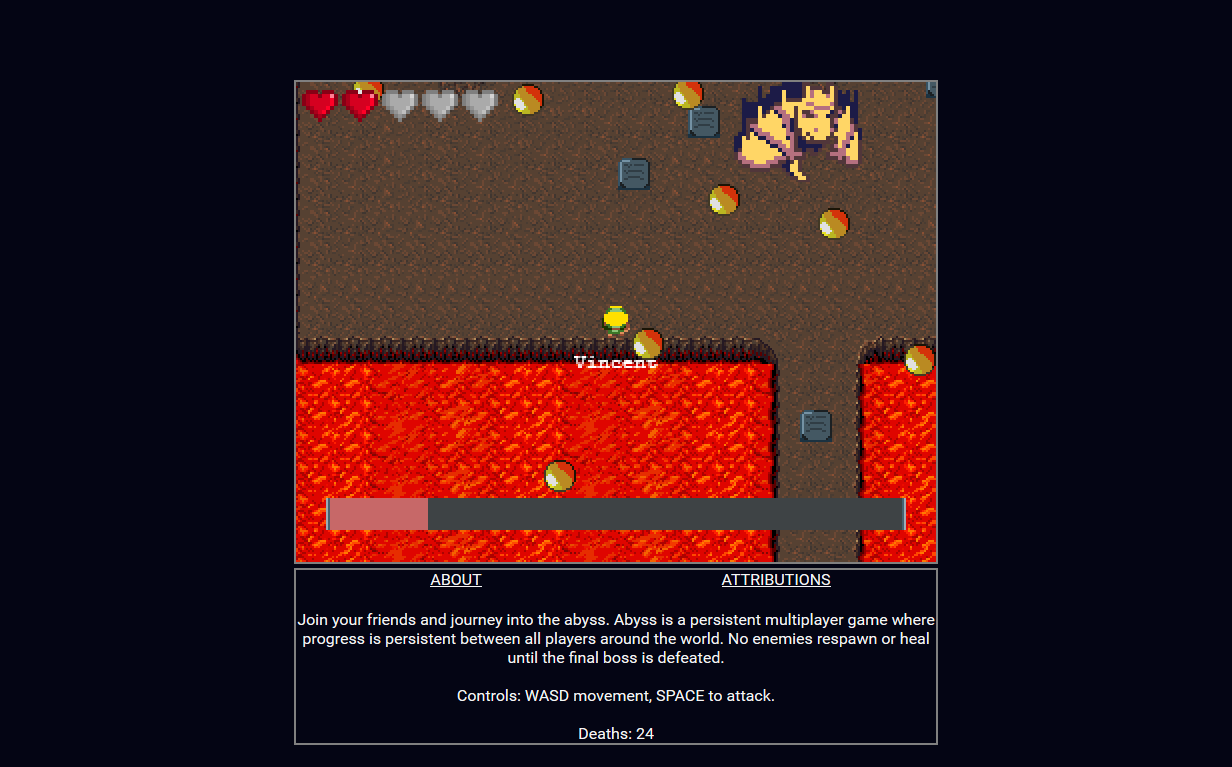 Vincent
ABOUT ATTRIBUTIONS
Join your friends and journey into the abyss. Abyss is a persistent multiplayer game where
progress is persistent between all players around the world. No enemies respawn or heal
until the final boss is defeated.
Controls: WASD movement, SPACE to attack.
Deaths: 24